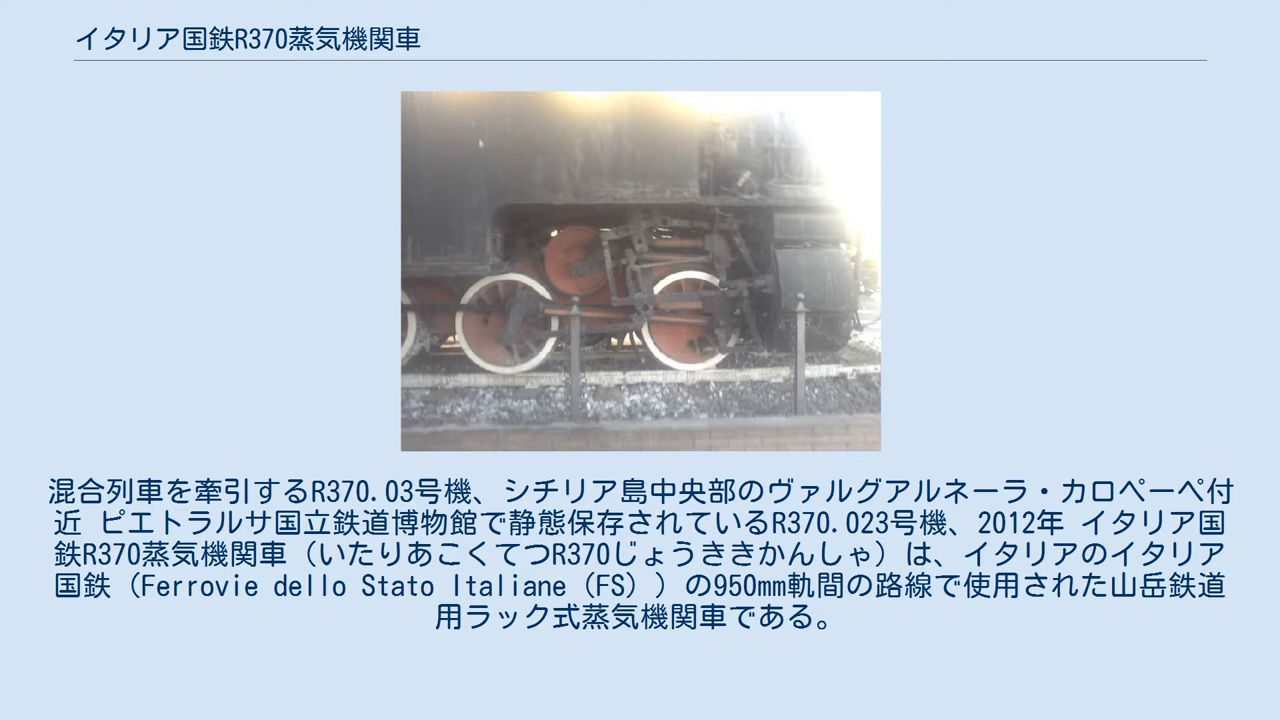 イタリア国鉄R370蒸気機関車
混合列車を牽引するR370.03号機、シチリア島中央部のヴァルグアルネーラ・カロペーペ付
近 ピエトラルサ国立鉄道博物館で静態保存されているR370.023号機、2012年 イタリア国
鉄R370蒸気機関車（いたりあこくてつR370じょうききかんしゃ）は、イタリアのイタリア
国鉄（Ferrovie dello Stato Italiane（FS））の950mm軌間の路線で使用された山岳鉄道
用ラック式蒸気機関車である。